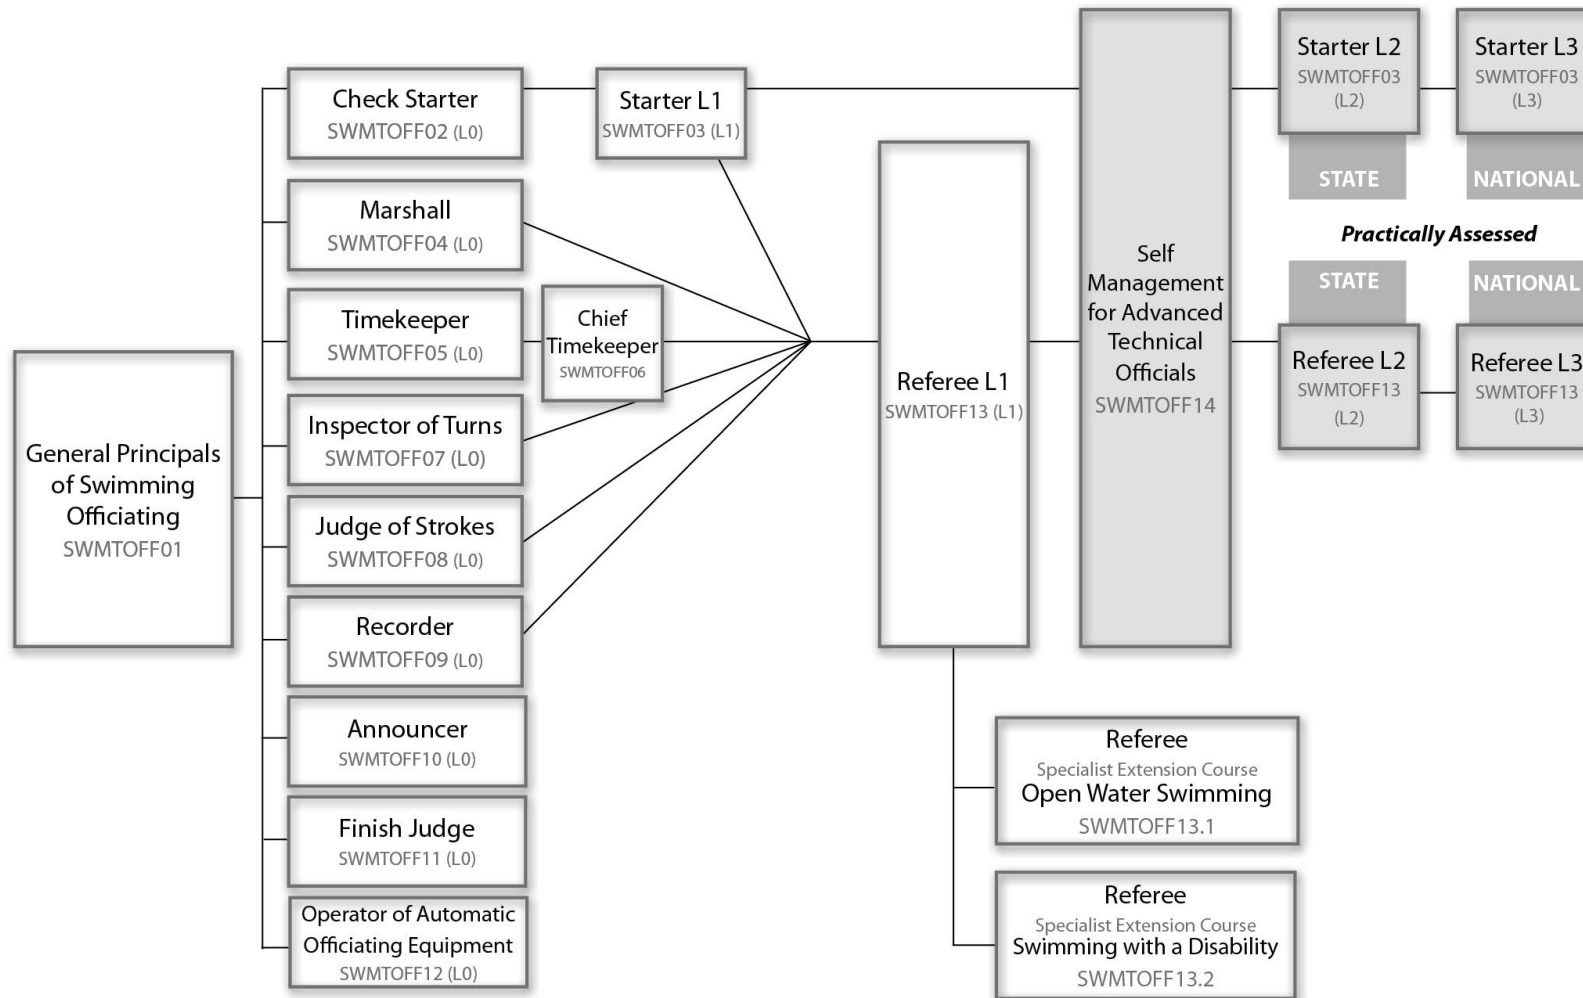 General Principals
of Swimming
Officiating
SWMTOFF01
Check Starter
SWMTOFF02 (L0)
Marshall
SWMTOFF04 (L0)
Timekeeper
SWMTOFF05 (L0)
Inspector of Turns
SWMTOFF07 (L0)
Judge of Strokes
SWMTOFF08 (L0)
Recorder
SWMTOFF09 (L0)
Announcer
SWMTOFF10 (L0)
Finish Judge
SWMTOFF11 (L0)
Operator of Automatic
Officiating Equipment
SWMTOFF12 (L0)
Starter L1
SWMTOFF03 (L1)
Chief
Timekeeper
SWMTOFF06
Referee L1
SWMTOFF13 (L1)
Self
Management
for Advanced
Technical
Officials
SWMTOFF14
Starter L2
SWMTOFF03
(L2)
STATE
Starter L3
SWMTOFF03
(L3)
NATIONAL
Practically Assessed
STATE
Referee L2
SWMTOFF13
(L2)
NATIONAL
Referee L3
SWMTOFF13
(L3)
Referee
Specialist Extension Course
Open Water Swimming
SWMTOFF13.1
Referee
Specialist Extension Course
Swimming with a Disability
SWMTOFF13.2